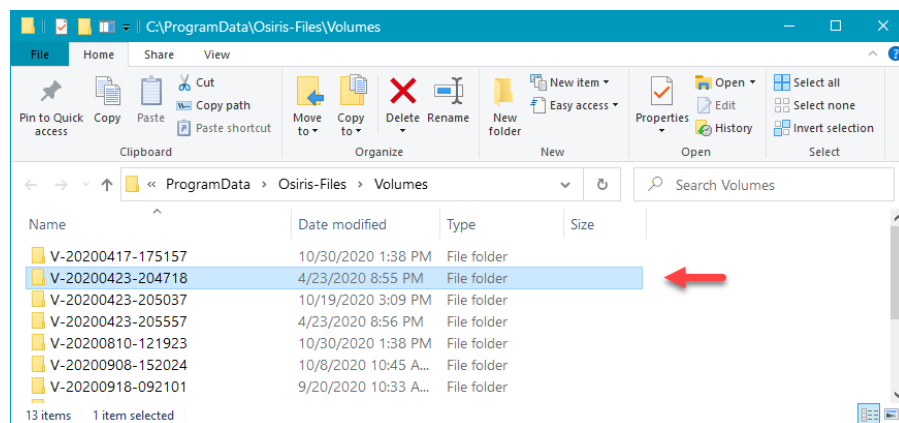 C:\ProgramData\Osiris-Files\Volumes
File Home Share View
Pin to Quick access
Copy
Paste
Cut
Copy path
Paste shortcut
Clipboard
Move to
Copy to
Delete
Rename
Organize
New folder
New item
Easy access
New
Properties
Open
Edit
History
Open
Select all
Select none
Invert selection
Select
« ProgramData > Osiris-Files > Volumes
Search Volumes
Name Date modified Type Size
V-20200417-175157 10/30/2020 1:38 PM File folder
V-20200423-204718 4/23/2020 8:55 PM File folder
V-20200423-205037 10/19/2020 3:09 PM File folder
V-20200423-205557 4/23/2020 8:56 PM File folder
V-20200810-121923 10/30/2020 1:38 PM File folder
V-20200908-152024 10/8/2020 10:45 A... File folder
V-20200918-092101 9/20/2020 10:33 A... File folder
13 items 1 item selected